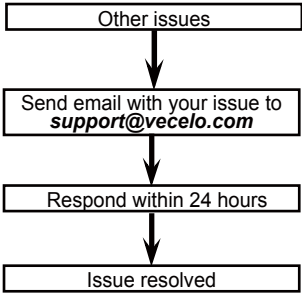 Other issues
Send email with your issue to
support@vecelo.com
Respond within 24 hours
Issue resolved